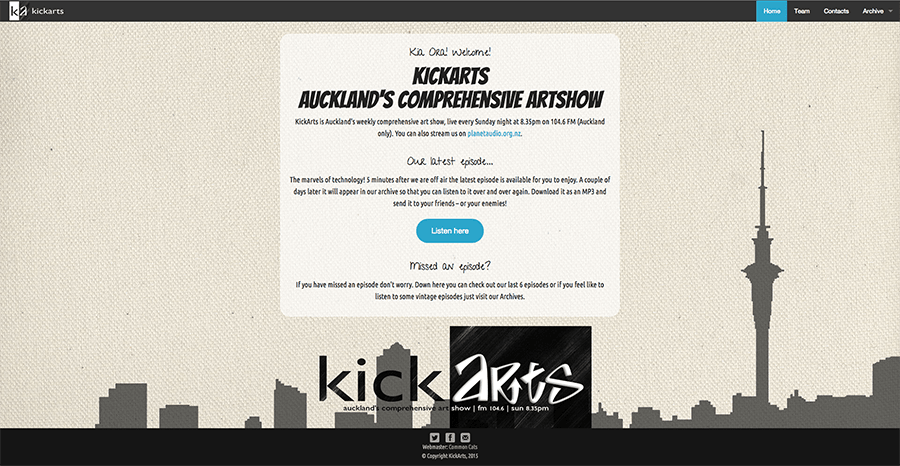 kickarts
Home Team Contacts Archive
Kia Ora! Welcome!
KICKARTS
AUCKLAND'S COMPREHENSIVE ARTSHOW
KickArts is Auckland's weekly comprehensive art show, live every Sunday night at 8.35pm on 104.6 FM (Auckland
only). You can also stream us on planetaudio.org.nz.
Our latest episode...
The marvels of technology! 5 minutes after we are off air the latest episode is available for you to enjoy. A couple of
days later it will appear in our archive so that you can listen to it over and over again. Download it as an MP3 and
send it to your friends – or your enemies!
Listen here
Missed an episode?
If you have missed an episode don't worry. Down here you can check out our last 6 episodes or if you feel like to
listen to some vintage episodes just visit our Archives.
kick arts
auckland's comprehensive art show | fm 104.6 | sun 8.35pm
Webmaster: Common Cats
© Copyright KickArts, 2015